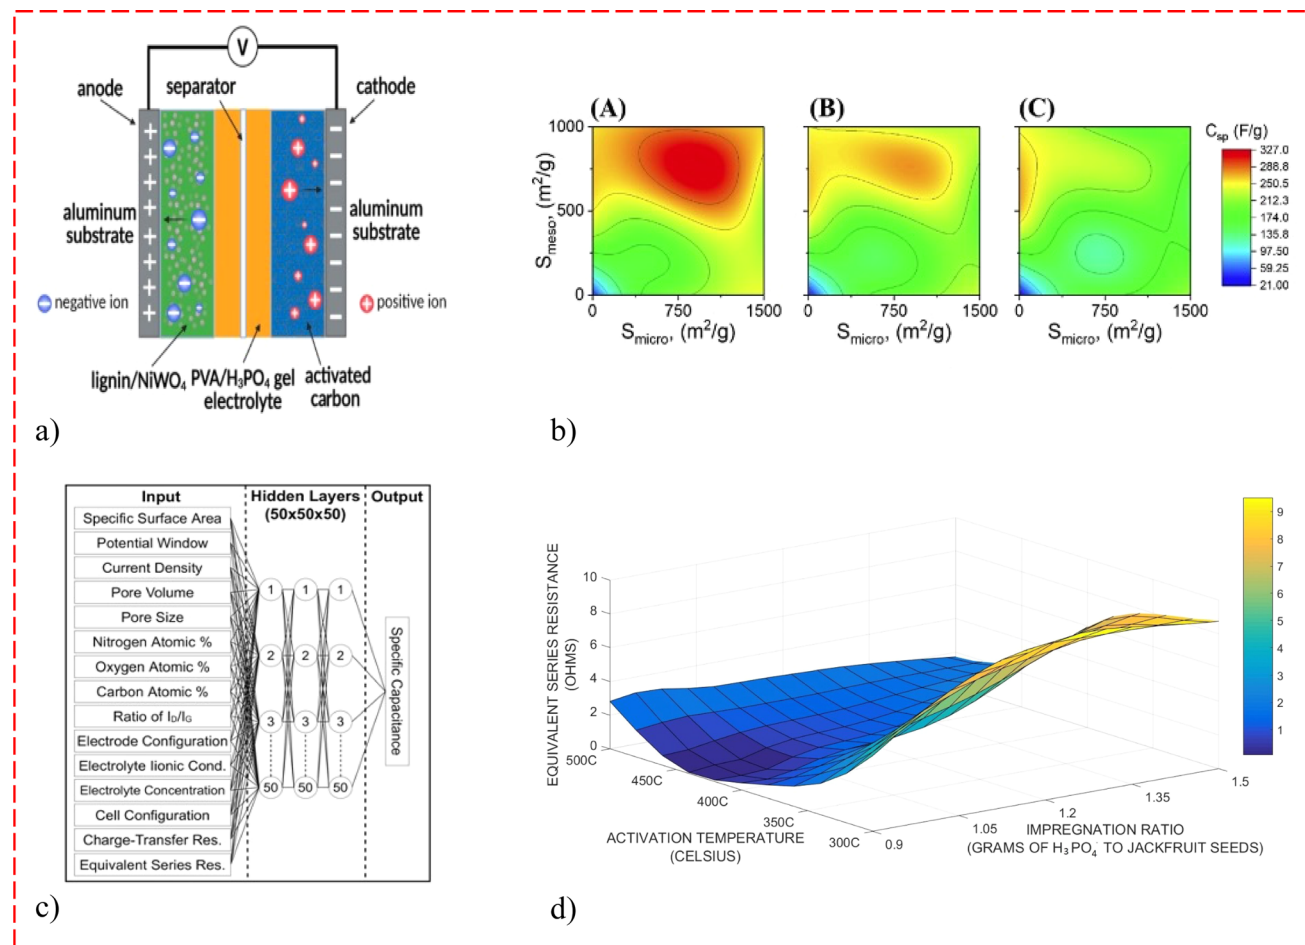 V
anode
separator
cathode
aluminum
substrate
aluminum
substrate
negative ion
positive ion
lignin/NiWO₄
PVA/H₃PO₄ gel
electrolyte
activated
carbon
a)
(A)
(B)
(C)
C_sp (F/g)
1000
500
0
S_meso, (m²/g)
0 750 1500
0 750 1500
0 750 1500
S_micro, (m²/g)
S_micro, (m²/g)
S_micro, (m²/g)
327.0
288.8
250.5
212.3
174.0
135.8
97.50
59.25
21.00
b)
Input
Hidden Layers
(50x50x50)
Output
Specific Surface Area
Potential Window
Current Density
Pore Volume
Pore Size
Nitrogen Atomic %
Oxygen Atomic %
Carbon Atomic %
Ratio of I_D/I_G
Electrode Configuration
Electrolyte Iionic Cond.
Electrolyte Concentration
Cell Configuration
Charge-Transfer Res.
Equivalent Series Res.
1 1 1
2 2 2
3 3 3
50 50 50
Specific Capacitance
c)
EQUIVALENT SERIES RESISTANCE
(OHMS)
10
8
6
4
2
0
500C
450C
400C
350C
300C
ACTIVATION TEMPERATURE
(CELSIUS)
0.9
1.05
1.2
1.35
1.5
IMPREGNATION RATIO
(GRAMS OF H₃PO₄ TO JACKFRUIT SEEDS)
9
8
7
6
5
4
3
2
1
d)